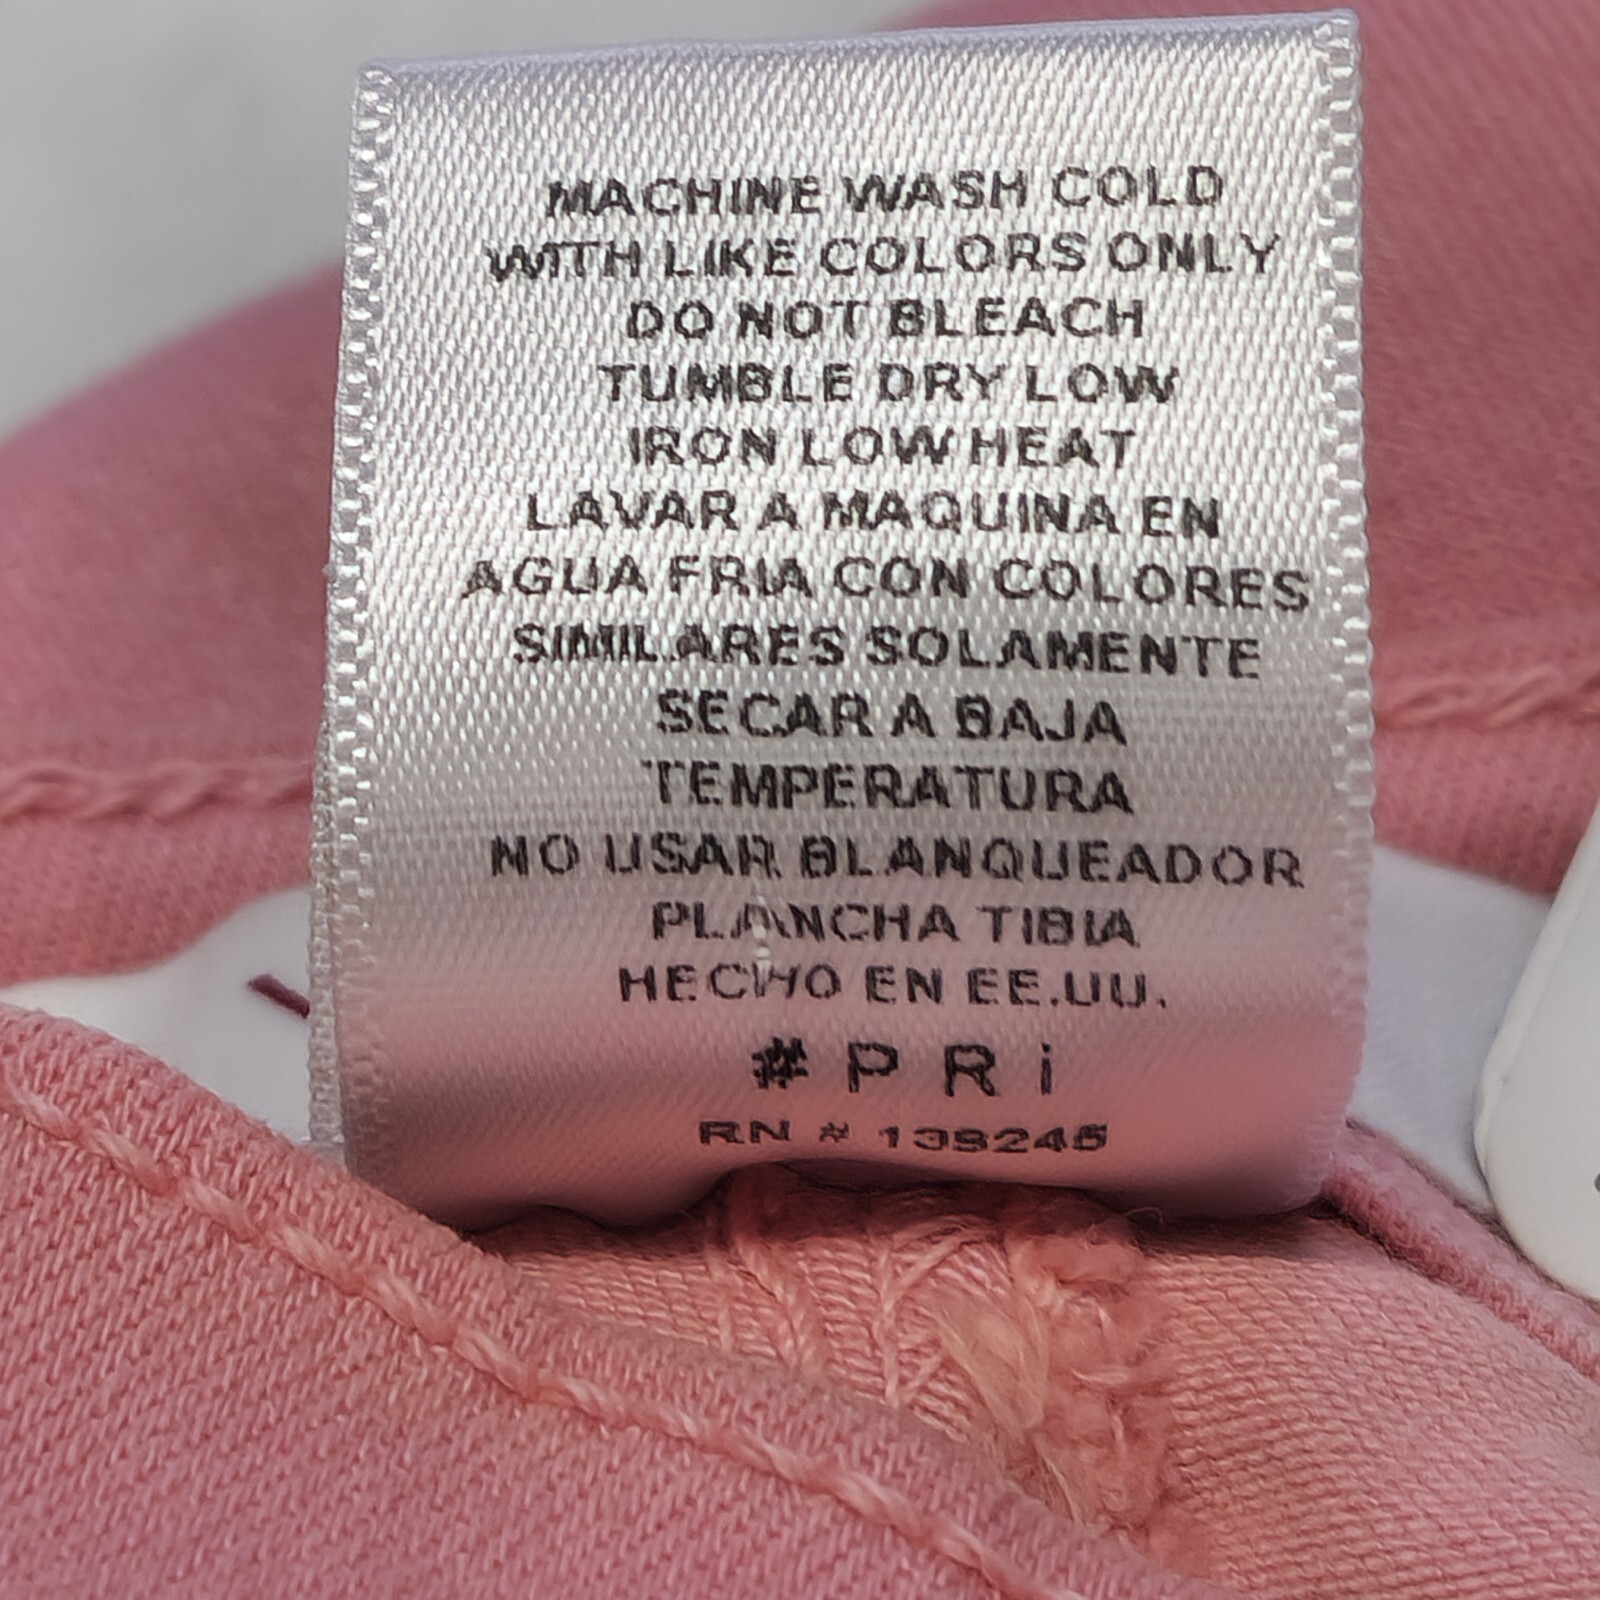 MACHINE WASH COLD
WITH LIKE COLORS ONLY
DO NOT BLEACH
TUMBLE DRY LOW
IRON LOW HEAT
LAVAR A MAQUINA EN
AGUA FRIA CON COLORES
SIMILARES SOLAMENTE
SECAR A BAJA
TEMPERATURA
NO USAR BLANQUEADOR
PLANCHA TIBIA
HECHO EN EE.UU.
# P R i
RN #